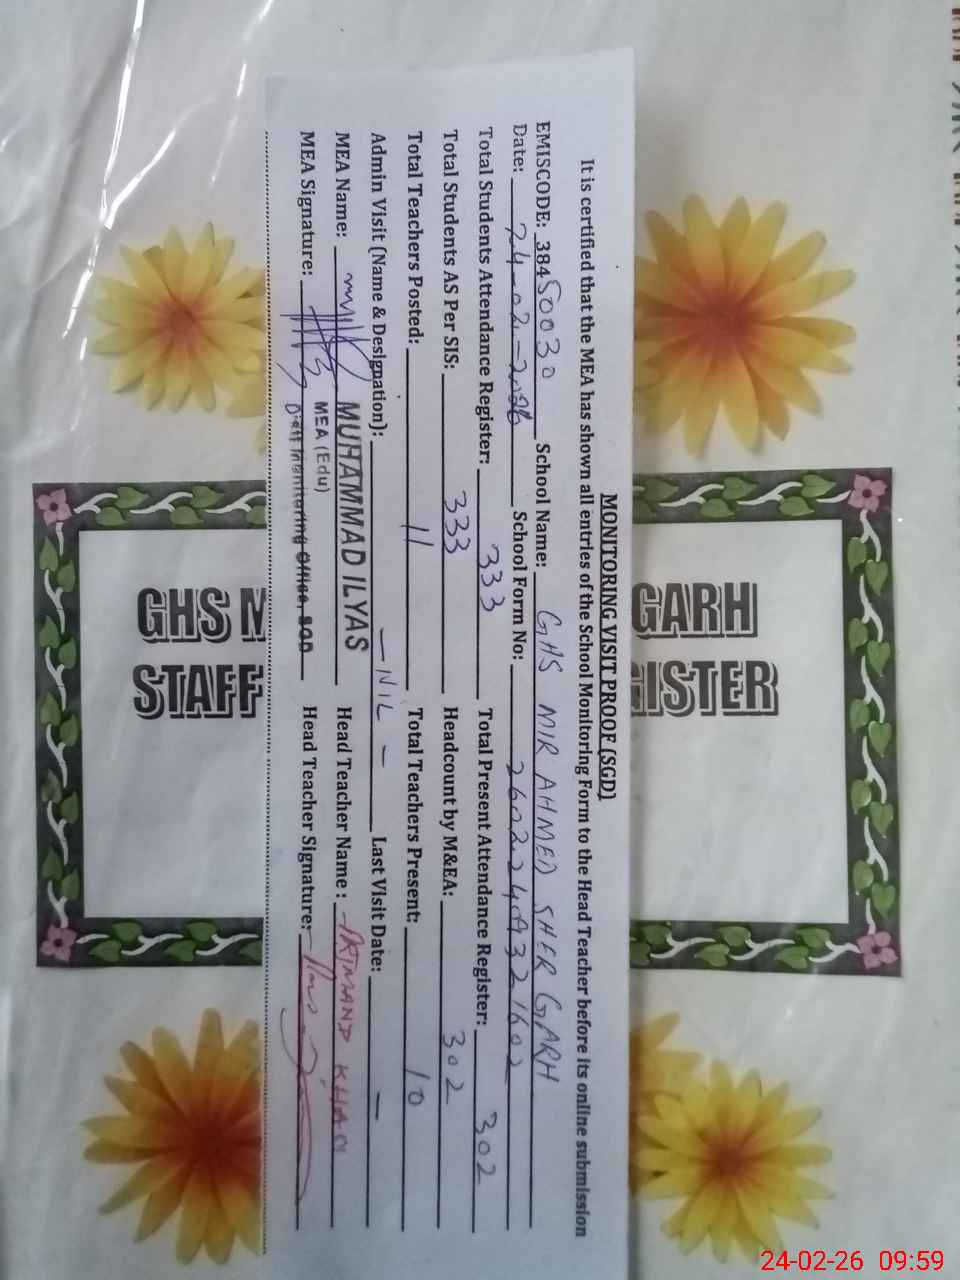 MONITORING VISIT PROOF (SGD)
It is certified that the MEA has shown all entries of the School Monitoring Form to the Head Teacher before its online submission
EMISCODE: 38450030 School Name: GHS MIR AHMED SHER GARH
Date: 24-02-2026 School Form No: 26022409321602
Total Students Attendance Register: 333 Total Present Attendance Register: 302
Total Students AS Per SIS: 333 Headcount by M&EA: 302
Total Teachers Posted: 11 Total Teachers Present: 10
Admin Visit (Name & Designation): - NIL - Last Visit Date: -
MEA Name: MUHAMMAD ILYAS Head Teacher Name : KHAN
MEA Signature: MEA (Edu) Head Teacher Signature:
Distt Monitoring Office, SGD
GHS M GARH
STAFF GISTER
24-02-26 09:59